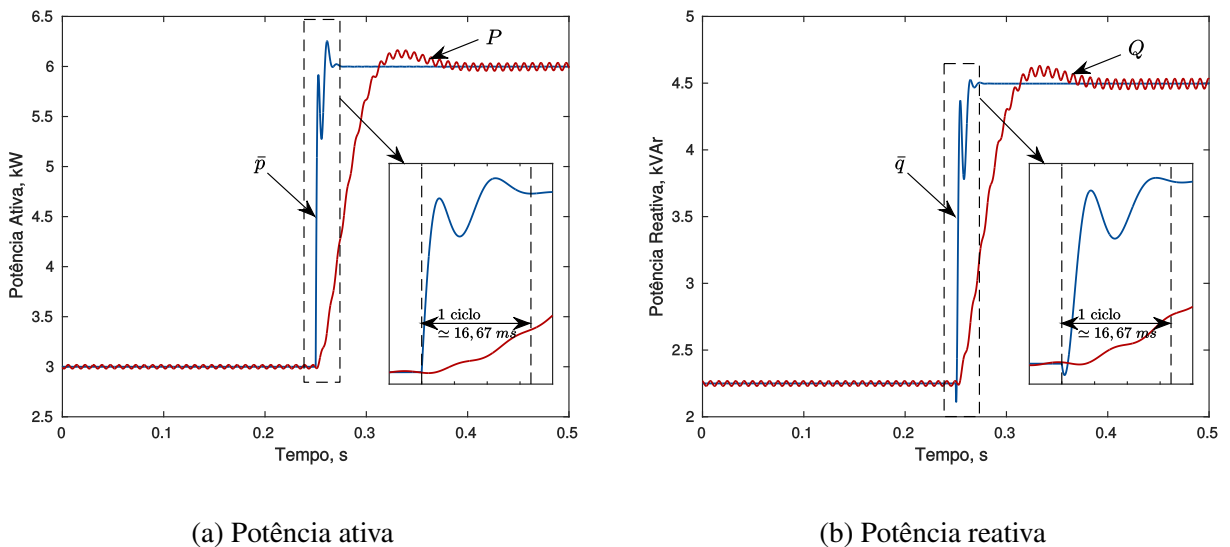 6.5
6
5.5
5
4.5
4
3.5
3
2.5
0
0.1
0.2
0.3
0.4
0.5
Potência Ativa, kW
Tempo, s
P
p̄
1 ciclo
≃ 16, 67 ms
(a) Potência ativa
5
4.5
4
3.5
3
2.5
2
0
0.1
0.2
0.3
0.4
0.5
Potência Reativa, kVAr
Tempo, s
Q
q̄
1 ciclo
≃ 16, 67 ms
(b) Potência reativa